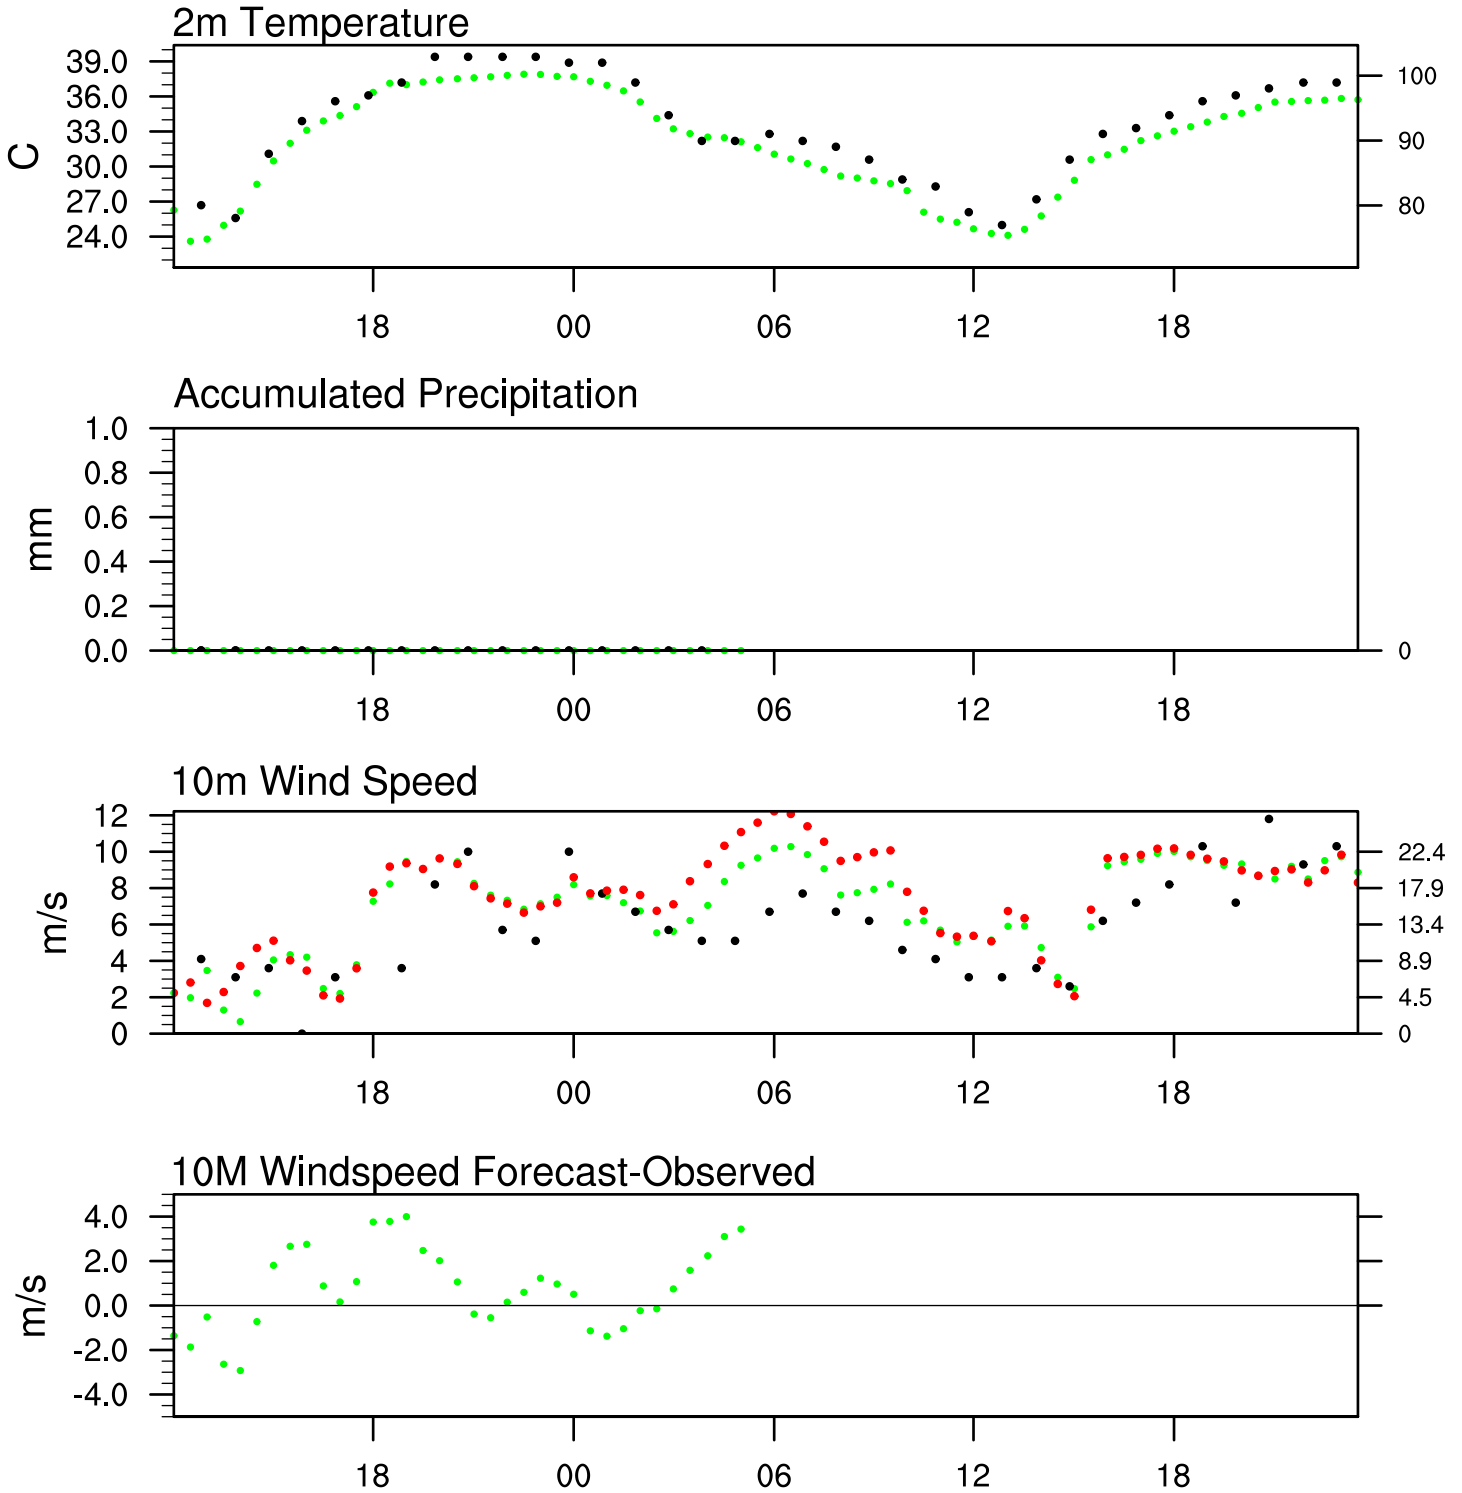 2m Temperature
39.0
36.0
33.0
30.0
27.0
24.0
C
100
90
80
18 00 06 12 18
Accumulated Precipitation
1.0
0.8
0.6
0.4
0.2
0.0
mm
0
18 00 06 12 18
10m Wind Speed
12
10
8
6
4
2
0
m/s
22.4
17.9
13.4
8.9
4.5
0
18 00 06 12 18
10M Windspeed Forecast-Observed
4.0
2.0
0.0
-2.0
-4.0
m/s
18 00 06 12 18